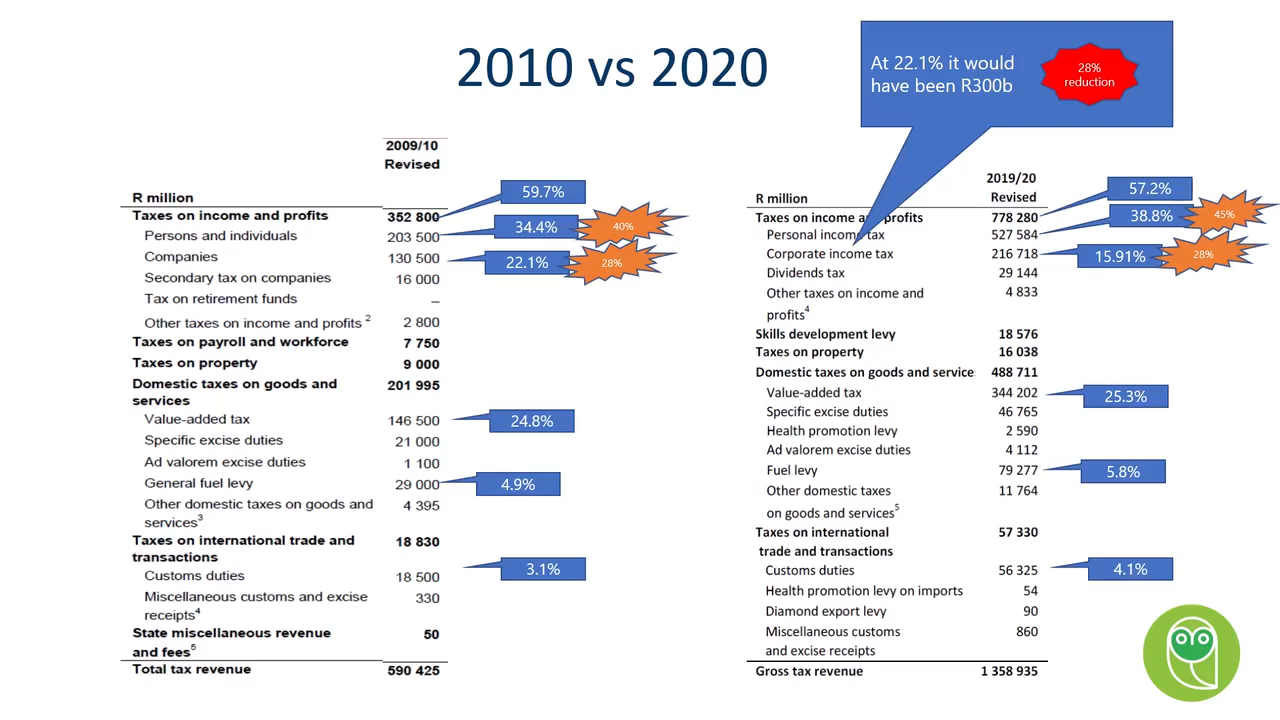 2010 vs 2020
At 22.1% it would
have been R300b
28%
reduction
2009/10
Revised
R million
Taxes on income and profits 352 800
59.7%
Persons and individuals 203 500
34.4%
40%
Companies 130 500
22.1%
28%
Secondary tax on companies 16 000
Tax on retirement funds –
Other taxes on income and profits 2 2 800
Taxes on payroll and workforce 7 750
Taxes on property 9 000
Domestic taxes on goods and 201 995
services
Value-added tax 146 500
24.8%
Specific excise duties 21 000
Ad valorem excise duties 1 100
General fuel levy 29 000
4.9%
Other domestic taxes on goods and 4 395
services3
Taxes on international trade and 18 830
transactions
Customs duties 18 500
3.1%
Miscellaneous customs and excise 330
receipts4
State miscellaneous revenue 50
and fees5
Total tax revenue 590 425
2019/20
R million Revised
Taxes on income and profits 778 280
57.2%
Personal income tax 527 584
38.8%
45%
Corporate income tax 216 718
15.91%
28%
Dividends tax 29 144
Other taxes on income and 4 833
profits4
Skills development levy 18 576
Taxes on property 16 038
Domestic taxes on goods and service 488 711
Value-added tax 344 202
25.3%
Specific excise duties 46 765
Health promotion levy 2 590
Ad valorem excise duties 4 112
Fuel levy 79 277
5.8%
Other domestic taxes 11 764
on goods and services5
Taxes on international 57 330
trade and transactions
Customs duties 56 325
4.1%
Health promotion levy on imports 54
Diamond export levy 90
Miscellaneous customs 860
and excise receipts
Gross tax revenue 1 358 935